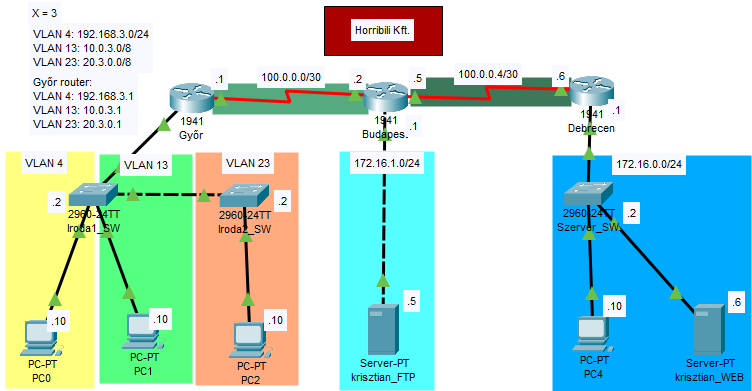 X = 3
VLAN 4: 192.168.3.0/24
VLAN 13: 10.0.3.0/8
VLAN 23: 20.3.0.0/8
Győr router:
VLAN 4: 192.168.3.1
VLAN 13: 10.0.3.1
VLAN 23: 20.3.0.1
Horribili Kft.
.1
100.0.0.0/30
.2
.5
100.0.0.4/30
.6
1941
Győr
1941
Budapes.
.1
1941
Debrecen
.1
VLAN 4
VLAN 13
VLAN 23
172.16.1.0/24
172.16.0.0/24
.2
2960-24TT
Iroda1_SW
2960-24TT
Iroda2_SW
.2
2960-24TT
Szerver_SW
.2
.10
PC-PT
PC0
.10
PC-PT
PC1
.10
PC-PT
PC2
.5
Server-PT
krisztian_FTP
.10
PC-PT
PC4
.6
Server-PT
krisztian_WEB